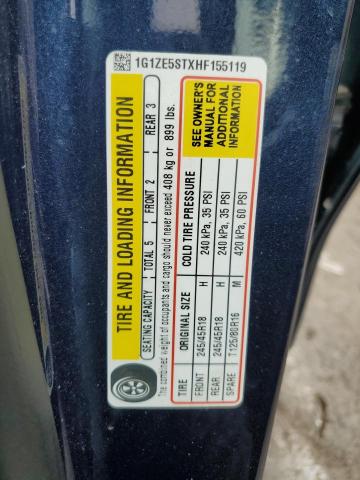 1G1ZE5STXHF155119
TIRE AND LOADING INFORMATION
SEATING CAPACITY TOTAL 5 FRONT 2 REAR 3
The combined weight of occupants and cargo should never exceed 408 kg or 899 lbs.
TIRE ORIGINAL SIZE COLD TIRE PRESSURE
SEE OWNER'S
MANUAL FOR
ADDITIONAL
INFORMATION
FRONT 245/45R18 H 240 kPa, 35 PSI
REAR 245/45R18 H 240 kPa, 35 PSI
SPARE T125/80R16 M 420 kPa, 60 PSI